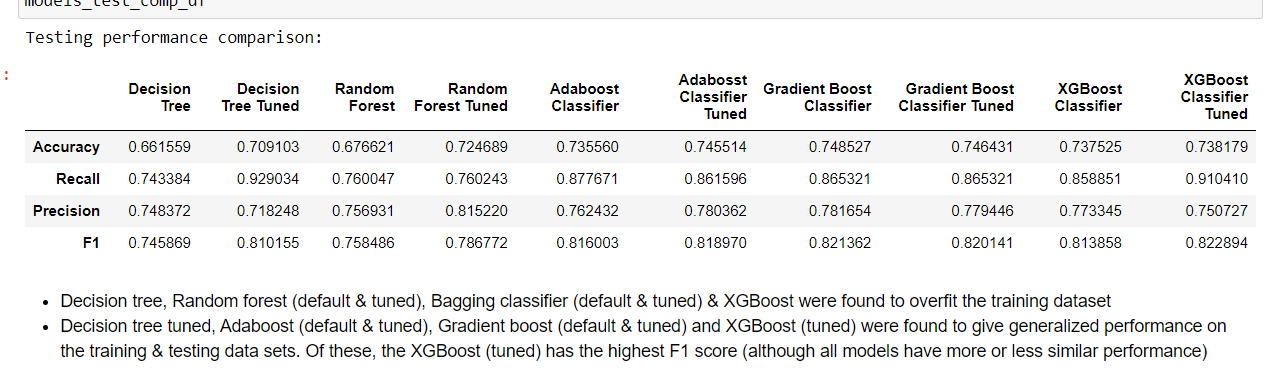 models_test_comp_df
Testing performance comparison:
:
Decision Tree Decision Tree Tuned Random Forest Random Forest Tuned Adaboost Classifier Adabosst Classifier Tuned Gradient Boost Classifier Gradient Boost Classifier Tuned XGBoost Classifier XGBoost Classifier Tuned
Accuracy 0.661559 0.709103 0.676621 0.724689 0.735560 0.745514 0.748527 0.746431 0.737525 0.738179
Recall 0.743384 0.929034 0.760047 0.760243 0.877671 0.861596 0.865321 0.865321 0.858851 0.910410
Precision 0.748372 0.718248 0.756931 0.815220 0.762432 0.780362 0.781654 0.779446 0.773345 0.750727
F1 0.745869 0.810155 0.758486 0.786772 0.816003 0.818970 0.821362 0.820141 0.813858 0.822894
• Decision tree, Random forest (default & tuned), Bagging classifier (default & tuned) & XGBoost were found to overfit the training dataset
• Decision tree tuned, Adaboost (default & tuned), Gradient boost (default & tuned) and XGBoost (tuned) were found to give generalized performance on
the training & testing data sets. Of these, the XGBoost (tuned) has the highest F1 score (although all models have more or less similar performance)